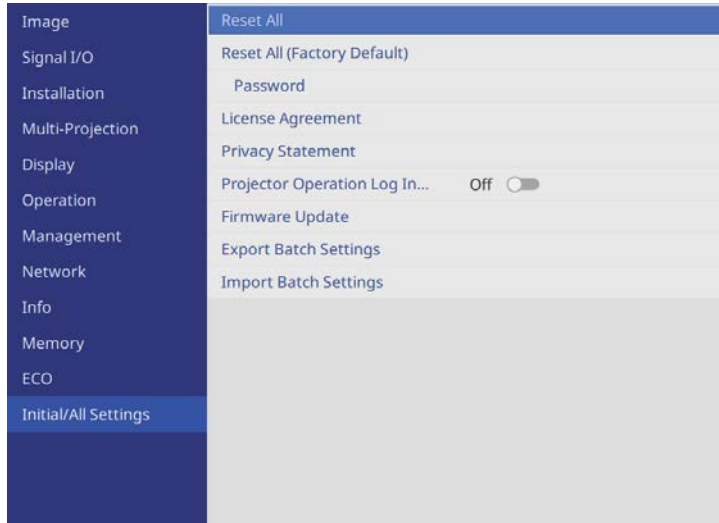 Image
Signal I/O
Installation
Multi-Projection
Display
Operation
Management
Network
Info
Memory
ECO
Initial/All Settings
Reset All
Reset All (Factory Default)
Password
License Agreement
Privacy Statement
Projector Operation Log In... Off
Firmware Update
Export Batch Settings
Import Batch Settings